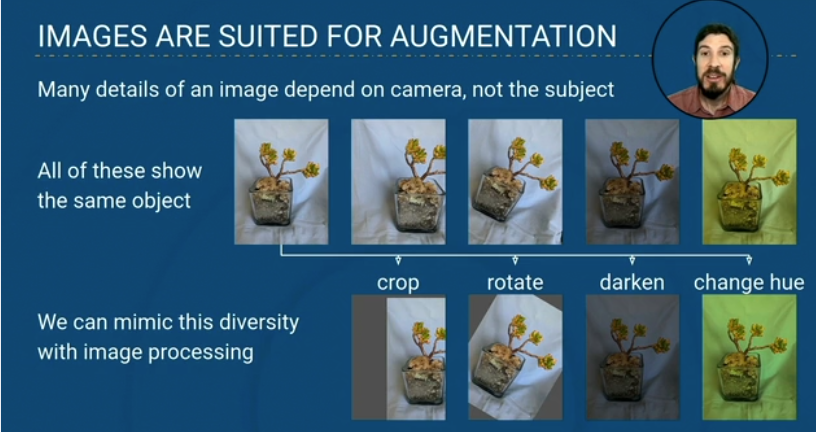 IMAGES ARE SUITED FOR AUGMENTATION
Many details of an image depend on camera, not the subject
All of these show
the same object
crop
rotate
darken
change hue
We can mimic this diversity
with image processing